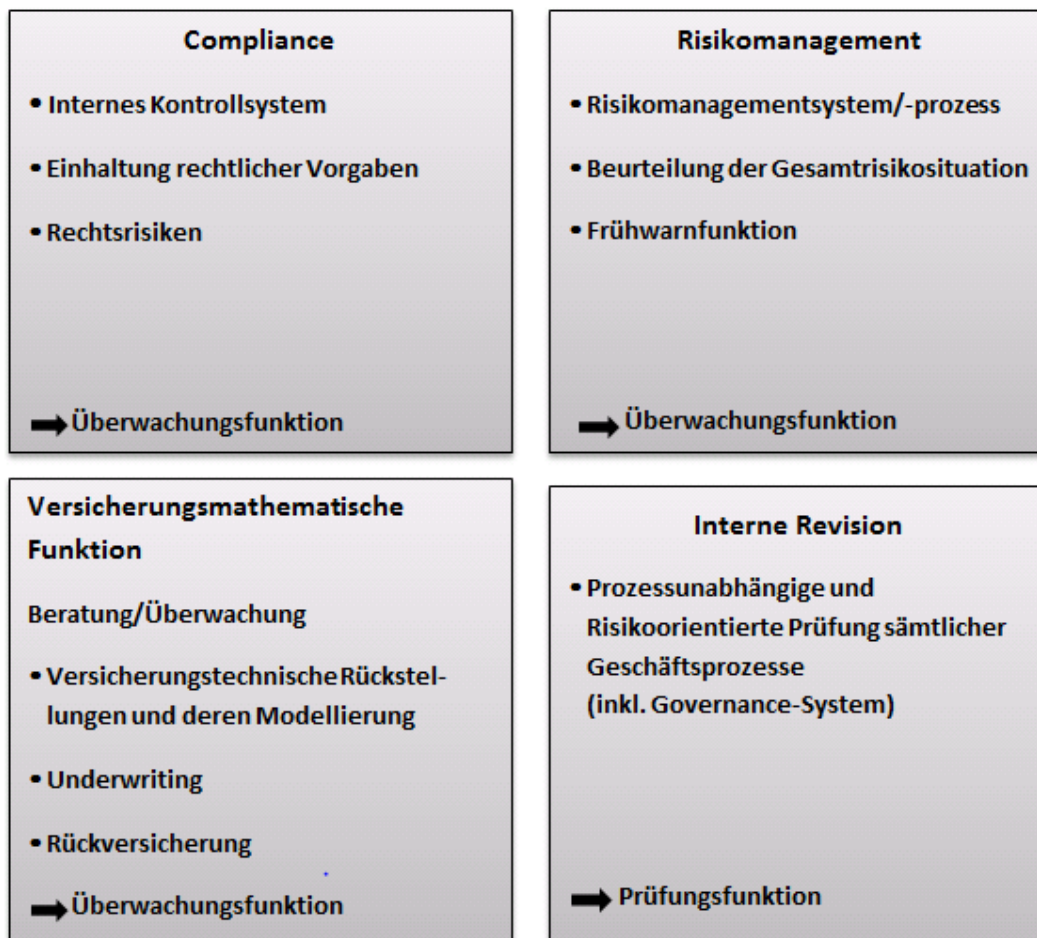 Compliance
• Internes Kontrollsystem
• Einhaltung rechtlicher Vorgaben
• Rechtsrisiken
➡ Überwachungsfunktion
Risikomanagement
• Risikomanagementsystem/-prozess
• Beurteilung der Gesamtrisikosituation
• Frühwarnfunktion
➡ Überwachungsfunktion
Versicherungsmathematische
Funktion
Beratung/Überwachung
• Versicherungstechnische Rückstel-
lungen und deren Modellierung
• Underwriting
• Rückversicherung
➡ Überwachungsfunktion
Interne Revision
• Prozessunabhängige und
Risikoorientierte Prüfung sämtlicher
Geschäftsprozesse
(inkl. Governance-System)
➡ Prüfungsfunktion